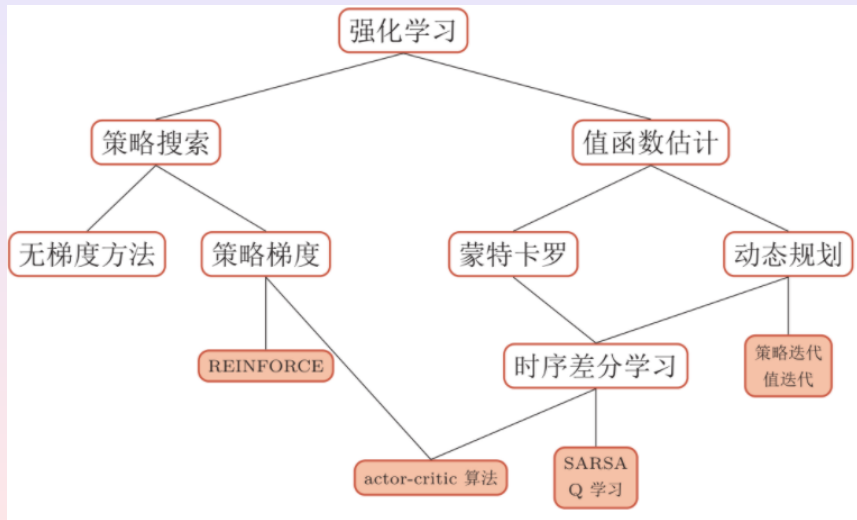 强化学习
策略搜索
值函数估计
无梯度方法
策略梯度
蒙特卡罗
动态规划
REINFORCE
时序差分学习
策略迭代
值迭代
actor-critic 算法
SARSA
Q 学习